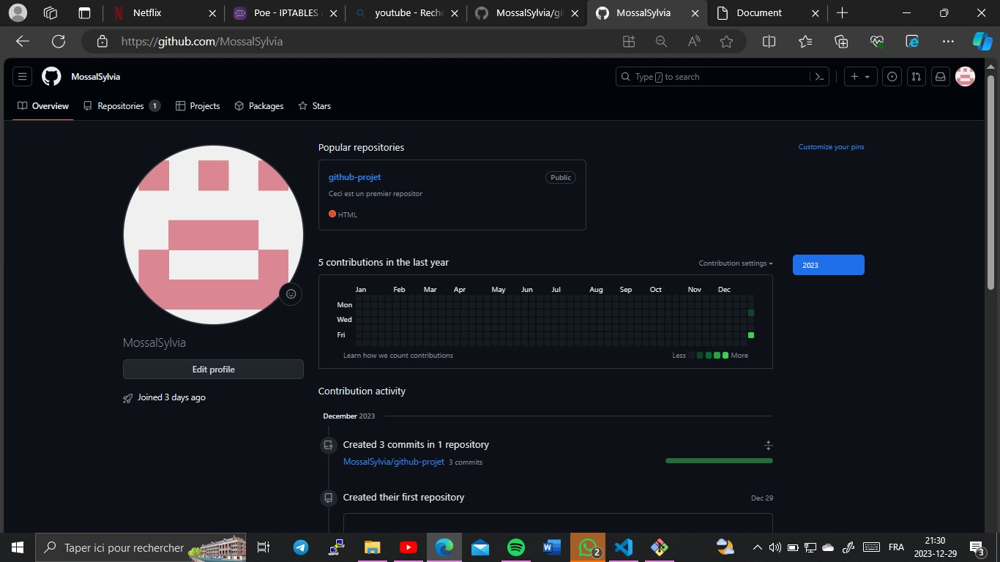 Netflix
Poe - IPTABLES
youtube - Reche
MossalSylvia/git
MossalSylvia
Document
https://github.com/MossalSylvia
MossalSylvia
Type / to search
Overview
Repositories 1
Projects
Packages
Stars
Popular repositories
Customize your pins
github-projet
Public
Ceci est un premier repositor
HTML
5 contributions in the last year
Contribution settings
2023
Jan Feb Mar Apr May Jun Jul Aug Sep Oct Nov Dec
Mon
Wed
Fri
Learn how we count contributions
Less More
MossalSylvia
Edit profile
Joined 3 days ago
Contribution activity
December 2023
Created 3 commits in 1 repository
MossalSylvia/github-projet 3 commits
Created their first repository
Dec 29
Taper ici pour rechercher
2
FRA
21:30
2023-12-29
3